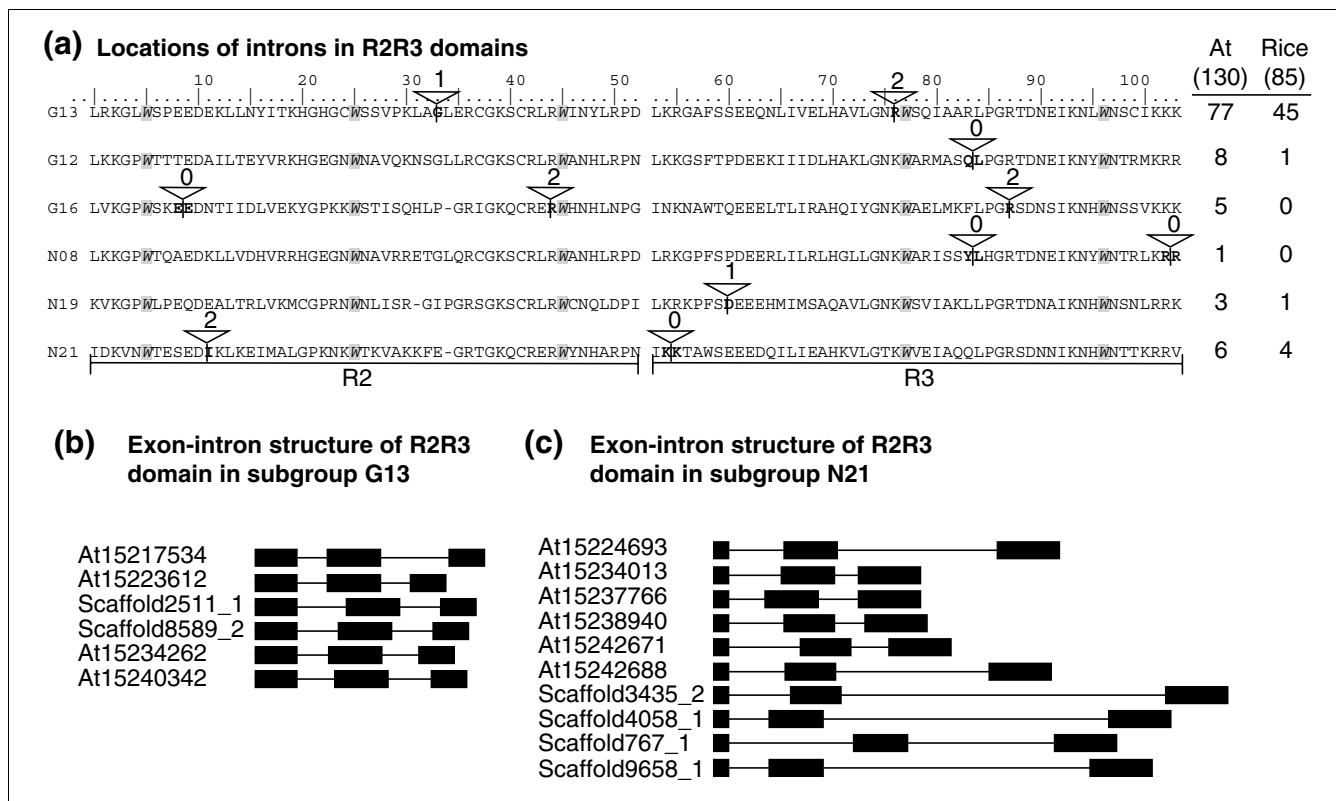 (a) Locations of introns in R2R3 domains
At Rice
(130) (85)
10 20 30 40 50 60 70 80 90 100
1 2
G13 LRKGLWSPEEDEKLLNYITKHGHGCWSSVPKLAGLERCGKSCRLRWINYLRPD LKRGAFSSEEQNLIVELHAVLGNRWSQIAARLPGRTDNEIKNLWNSCIKKK 77 45
0
G12 LKKGPWTTTEDAILTEYVRKHGEGNWNAVQKNSGLLRCGKSCRLRWANHLRPN LKKGSFTPDEEKIIIDLHAKLGNKWARMASQLPGRTDNEIKNYWNTRMKRR 8 1
0 2 2
G16 LVKGPWSKEEDNTIIDLVEKYGPKKWSTISQHLP-GRIGKQCRERWHNHLNPG INKNAWTQEEELTLIRAHQIYGNKWAELMKFLPGRSDNSIKNHWNSSVKKK 5 0
0 0
N08 LKKGPWTQAEDKLLVDHVRRHGEGNWNAVRRETGLQRCGKSCRLRWANHLRPD LRKGPFSPDEERLILRLHGLLGNKWARISSYLHGRTDNEIKNYWNTRLKRR 1 0
1
N19 KVKGPWLPEQDEALTRLVKMCGPRNWNLISR-GIPGRSGKSCRLRWCNQLDPI LKRKPFSDEEEHMIMSAQAVLGNKWSVIAKLLPGRTDNAIKNHWNSNLRRK 3 1
2 0
N21 IDKVNWTESEDIKLKEIMALGPKNKWTKVAKKFE-GRTGKQCRERWYNHARPN IKKTAWSEEEDQILIEAHKVLGTKWVEIAQQLPGRSDNNIKNHWNTTKRRV 6 4
R2 R3
(b) Exon-intron structure of R2R3
domain in subgroup G13
At15217534
At15223612
Scaffold2511_1
Scaffold8589_2
At15234262
At15240342
(c) Exon-intron structure of R2R3
domain in subgroup N21
At15224693
At15234013
At15237766
At15238940
At15242671
At15242688
Scaffold3435_2
Scaffold4058_1
Scaffold767_1
Scaffold9658_1